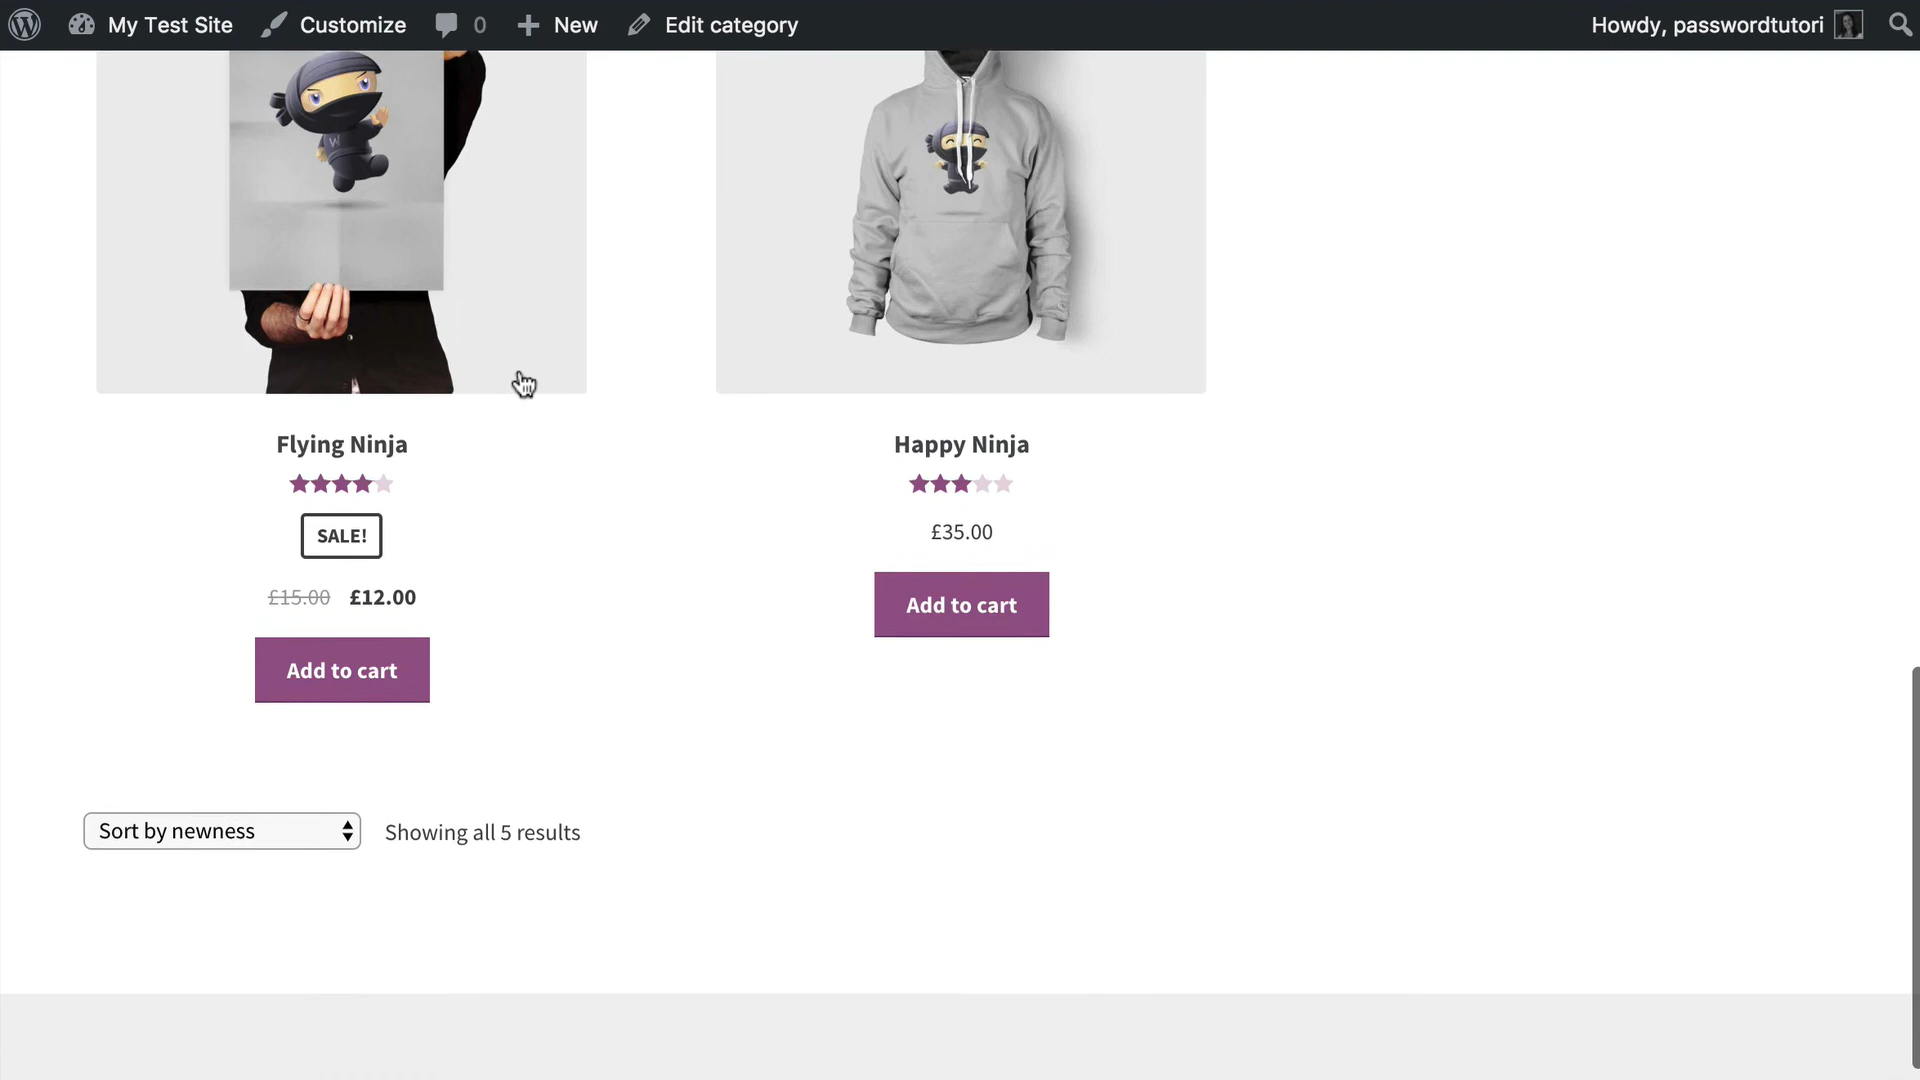 My Test Site Customize 0 New Edit category Howdy, passwordtutori
W
Flying Ninja
SALE!
£15.00 £12.00
Add to cart
Happy Ninja
£35.00
Add to cart
Sort by newness Showing all 5 results